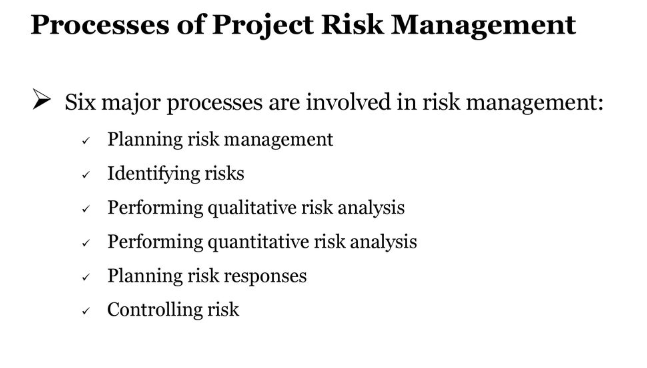 Processes of Project Risk Management
Six major processes are involved in risk management:
Planning risk management
Identifying risks
Performing qualitative risk analysis
Performing quantitative risk analysis
Planning risk responses
Controlling risk